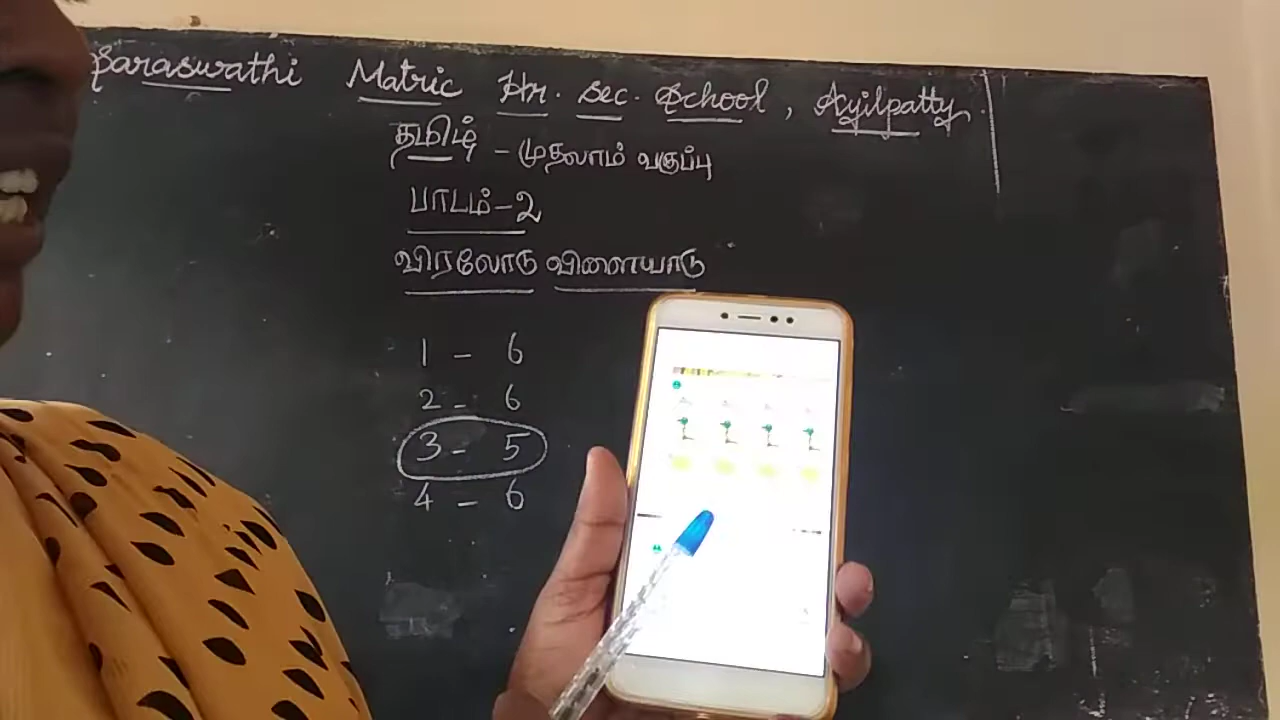 Saraswathi Matric Hr. Sec. School, Ayilpatty.
தமிழ் - முதலாம் வகுப்பு
பாடம்-2
விரலோடு விளையாடு
1 - 6
2 - 6
3 - 5
4 - 6